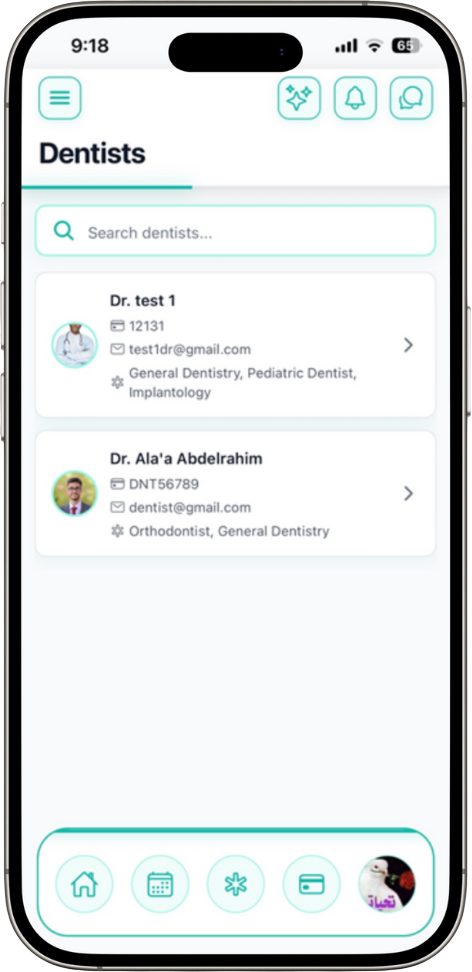 9:18
65
Dentists
Search dentists...
Dr. test 1
12131
test1dr@gmail.com
General Dentistry, Pediatric Dentist,
Implantology
Dr. Ala'a Abdelrahim
DNT56789
dentist@gmail.com
Orthodontist, General Dentistry
تحياتي